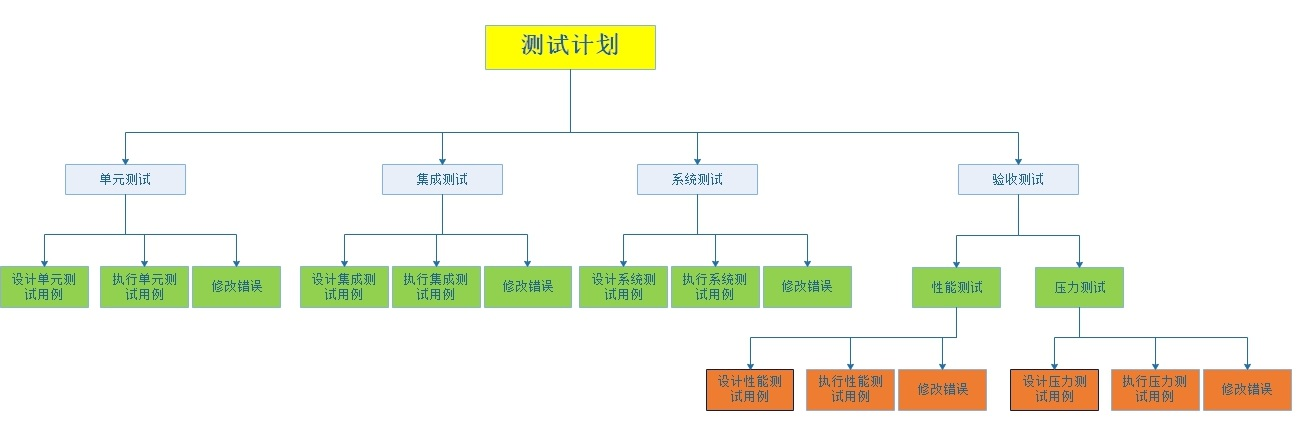 测试计划
单元测试
集成测试
系统测试
验收测试
设计单元测
试用例
执行单元测
试用例
修改错误
设计集成测
试用例
执行集成测
试用例
修改错误
设计系统测
试用例
执行系统测
试用例
修改错误
性能测试
压力测试
设计性能测
试用例
执行性能测
试用例
修改错误
设计压力测
试用例
执行压力测
试用例
修改错误